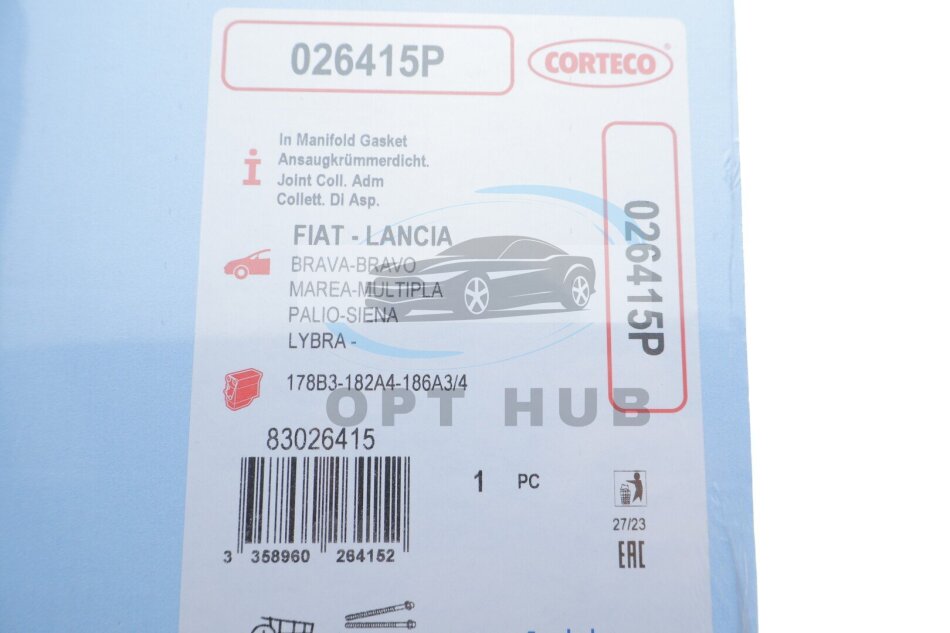 026415P
CORTECO
®
In Manifold Gasket
Ansaugkrümmerdicht.
Joint Coll. Adm
Collett. DI Asp.
FIAT - LANCIA
BRAVA-BRAVO
MAREA-MULTIPLA
PALIO-SIENA
LYBRA -
178B3-182A4-186A3/4
026415P
OPT HUB
83026415
1 PC
3 358960 264152
27/23
EAC